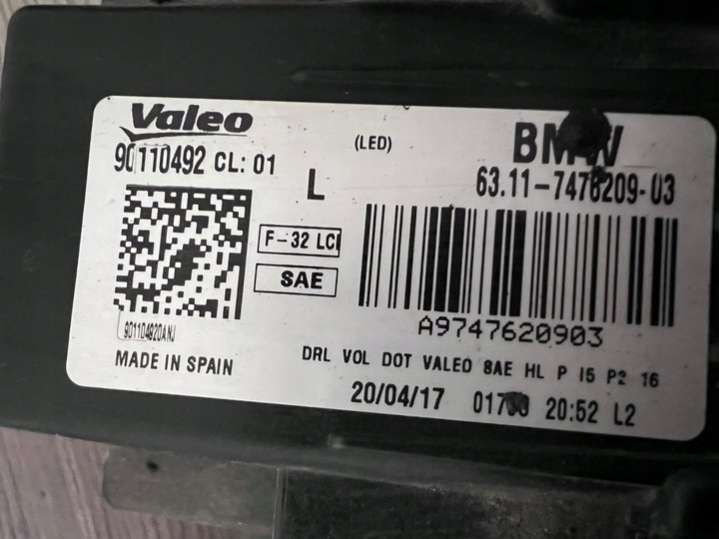 Valeo
(LED)
BMW
90110492 CL: 01
L
63.11-7476209-03
F-32 LCI
SAE
A9747620903
901104920ANJ
MADE IN SPAIN
DRL VOL DOT VALEO SAE HL P I5 P2 16
20/04/17 20:52 L2